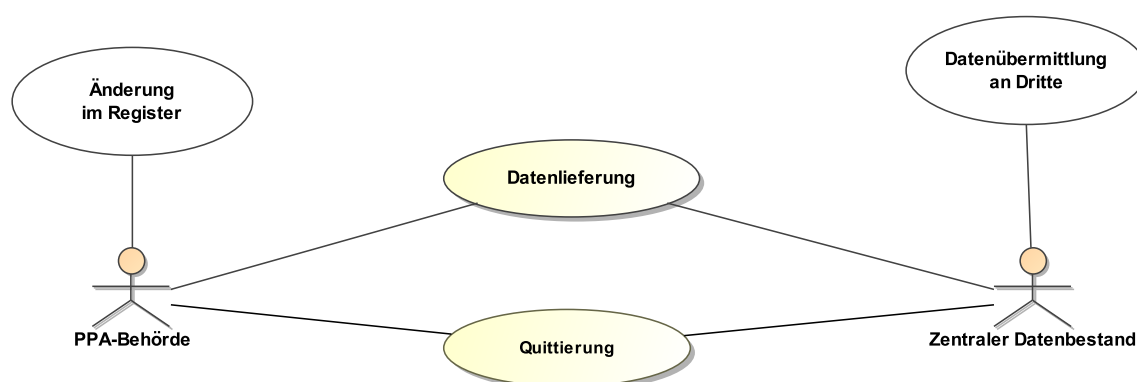 Änderung
im Register
Datenübermittlung
an Dritte
Datenlieferung
PPA-Behörde
Zentraler Datenbestand
Quittierung